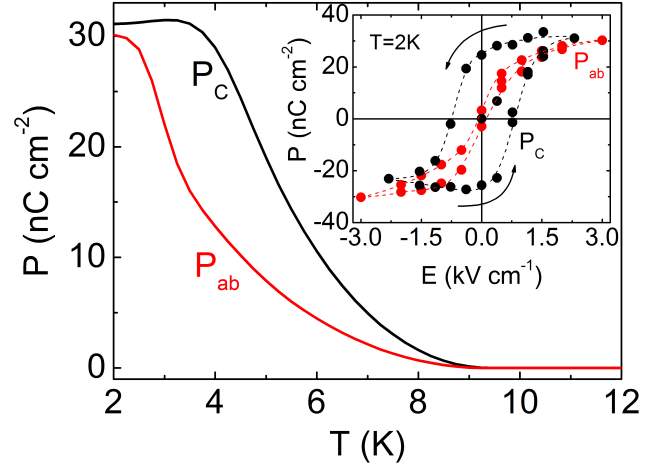 30
20
10
0
2
4
6
8
10
12
P (nC cm⁻²)
T (K)
P_C
P_ab
40
20
0
-20
-40
-3.0
-1.5
0.0
1.5
3.0
P (nC cm⁻²)
E (kV cm⁻¹)
T=2K
P_ab
P_C